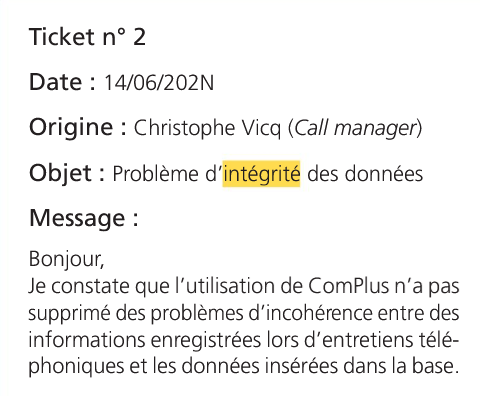 Ticket n° 2
Date : 14/06/202N
Origine : Christophe Vicq (Call manager)
Objet : Problème d’intégrité des données
Message :
Bonjour,
Je constate que l’utilisation de ComPlus n’a pas
supprimé des problèmes d’incohérence entre des
informations enregistrées lors d’entretiens télé-
phoniques et les données insérées dans la base.